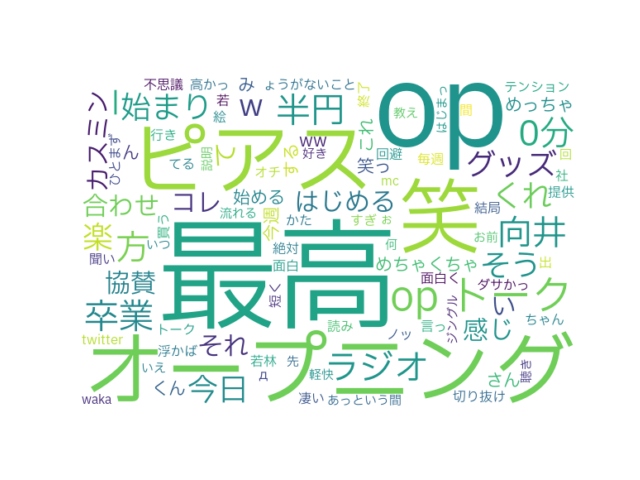 不思議 高かっ み ょうがないこと 終了 教え はじまっ 間 テンション
カスミン ひとまず ん 始まり 若 絵 w 半円 これ op めっちゃ 0分
行き ピアス てる 説明 て オチ する ww 好き 笑っ 回避 毎週 グッズ 回
合わせ コレ 始める はじめる mc 笑 くれ 社 提供
楽 方 買う いつ 流れる 今週 かた すぎ ぉ 結局 お前 向井
聞い 最高 絶対 何 めちゃくちゃ そう 出
協賛 面白 短く op 面白く ダサかっ トーク い
卒業 トーク それ 読み ノッ 言っ ジングル 感じ ちゃん
twitter 浮かば オープニング
いえ 若林 先 ラジオ さん 聴き
くん 今日 д 軽快
waka 凄い あっという間 切り抜け